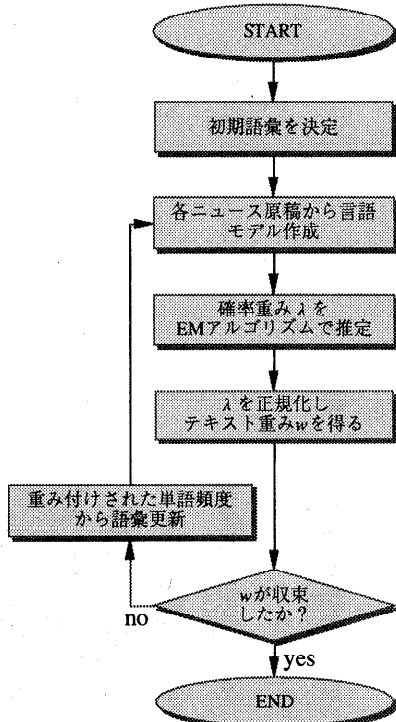 START
初期語彙を決定
各ニュース原稿から言語
モデル作成
確率重みλを
EMアルゴリズムで推定
λを正規化し
テキスト重みwを得る
重み付けされた単語頻度
から語彙更新
wが収束
したか？
no
yes
END